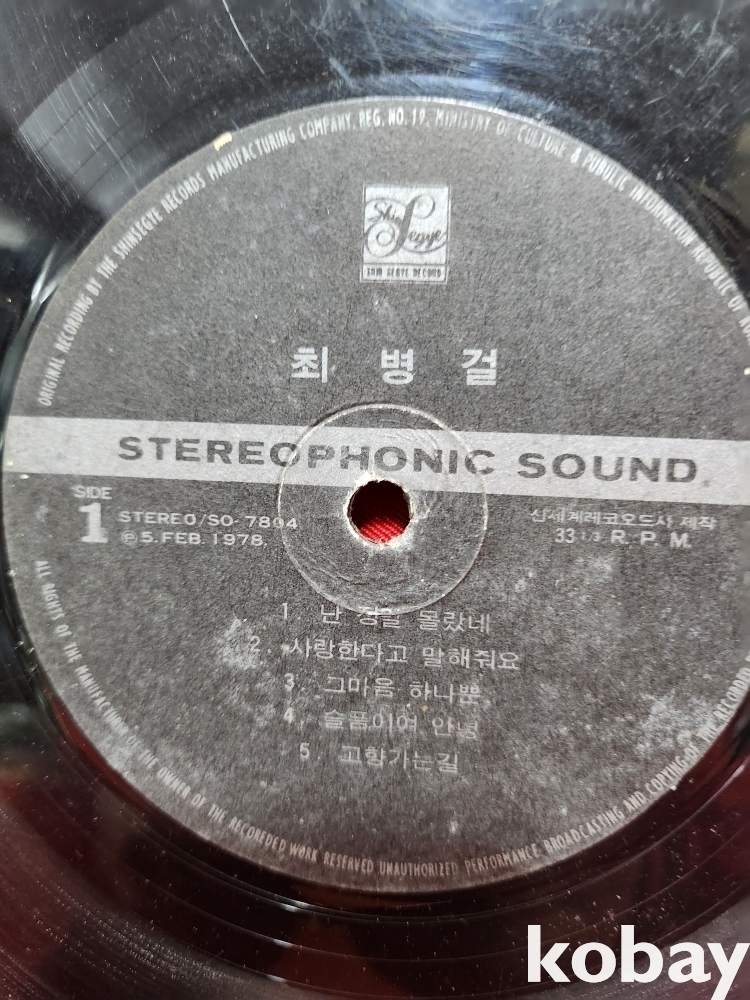 ORIGINAL RECORDING BY THE SHINSEGYE RECORDS MANUFACTURING COMPANY. REG. NO. 19. MINISTRY OF CULTURE & PUBLIC INFORMATION REPUBLIC OF
Shin Segye
SHIN SEGYE RECORD
최 병 걸
STEREOPHONIC SOUND
SIDE
1
STEREO/SO-7804
℗5. FEB. 1978.
신세계레코오드사 제작
33 1/3 R. P. M.
1. 난 정말 몰랐네
2. 사랑한다고 말해줘요
3. 그마음 하나뿐
4. 슬픔이여 안녕
5. 고향가는길
ALL RIGHTS OF THE MANUFACTURER & THE OWNER OF THE RECOREDED WORK RESERVED UNAUTHORIZED PERFORMANCE BROADCASTING AND COPYING OF THE
kobay